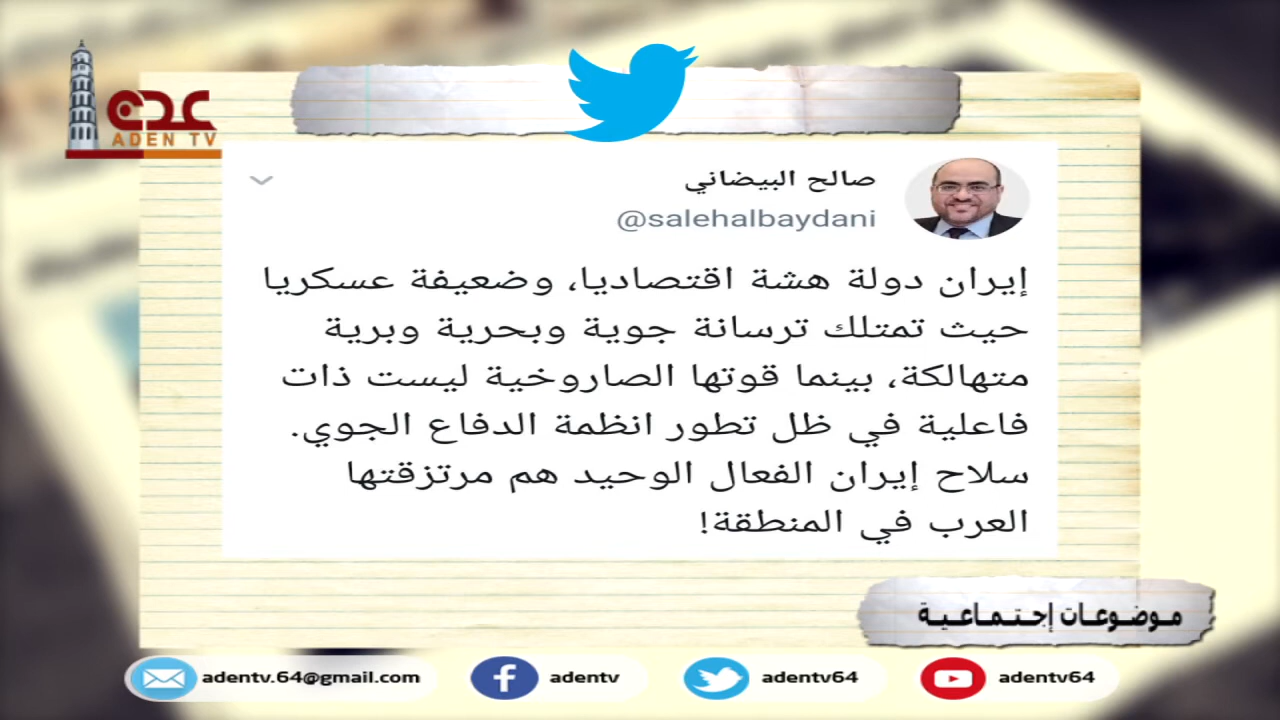 عدن
ADEN TV
صالح البيضاني
@salehalbaydani
إيران دولة هشة اقتصاديا، وضعيفة عسكريا
حيث تمتلك ترسانة جوية وبحرية وبرية
متهالكة، بينما قوتها الصاروخية ليست ذات
فاعلية في ظل تطور انظمة الدفاع الجوي.
سلاح إيران الفعال الوحيد هم مرتزقتها
العرب في المنطقة!
موضوعات إجتماعية
adentv.64@gmail.com
adentv
adentv64
adentv64